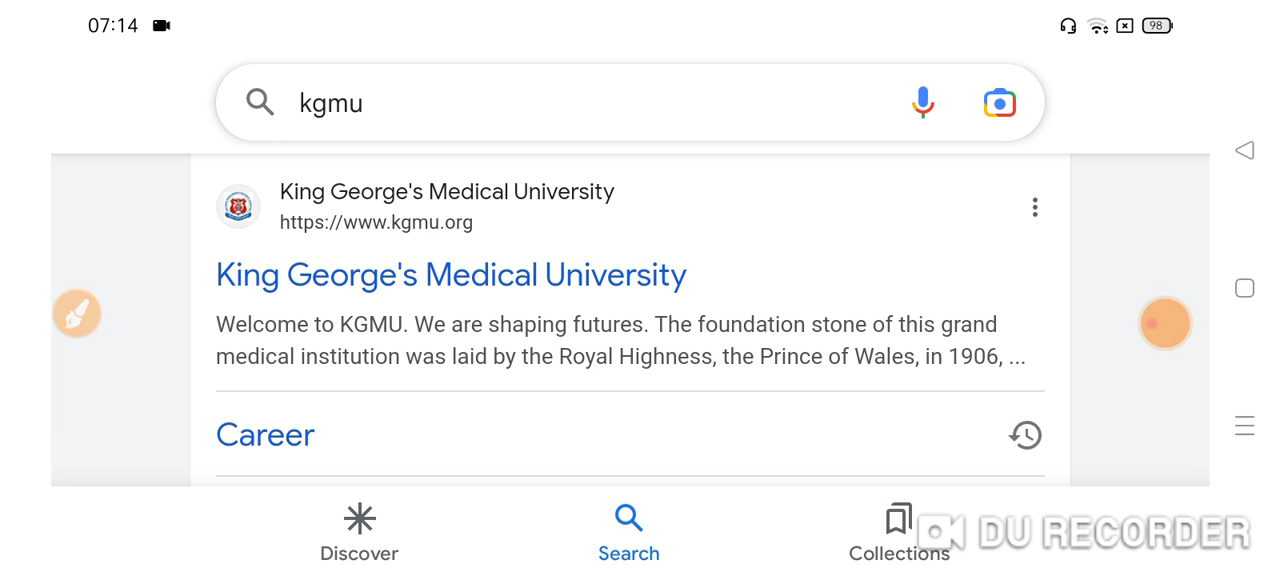 07:14
98
kgmu
King George's Medical University
https://www.kgmu.org
King George's Medical University
Welcome to KGMU. We are shaping futures. The foundation stone of this grand
medical institution was laid by the Royal Highness, the Prince of Wales, in 1906, ...
Career
Discover
Search
Collections
DU RECORDER